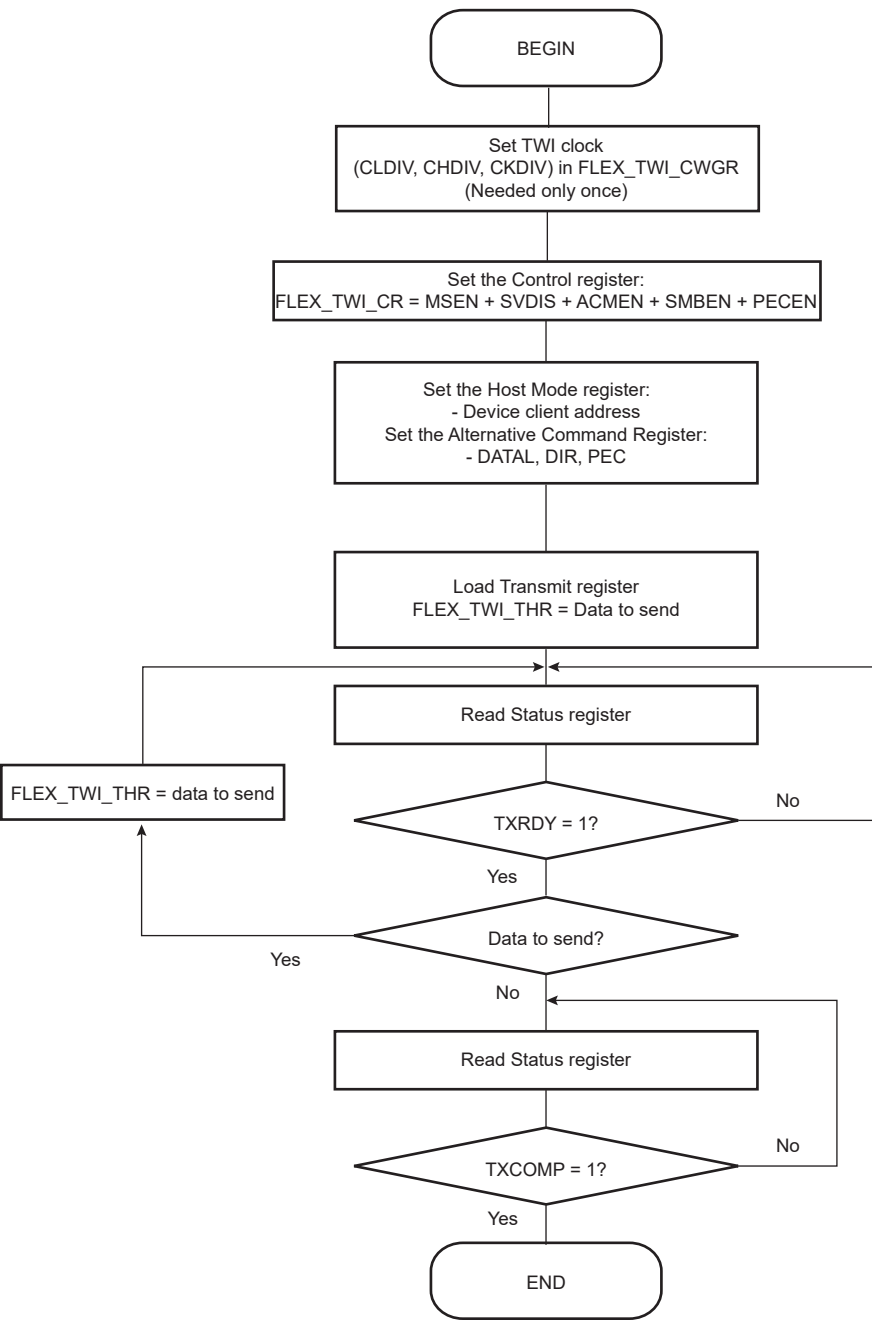 BEGIN
Set TWI clock
(CLDIV, CHDIV, CKDIV) in FLEX_TWI_CWGR
(Needed only once)
Set the Control register:
FLEX_TWI_CR = MSEN + SVDIS + ACMEN + SMBEN + PECEN
Set the Host Mode register:
- Device client address
Set the Alternative Command Register:
- DATAL, DIR, PEC
Load Transmit register
FLEX_TWI_THR = Data to send
Read Status register
FLEX_TWI_THR = data to send
TXRDY = 1?
No
Yes
Data to send?
Yes
No
Read Status register
TXCOMP = 1?
No
Yes
END